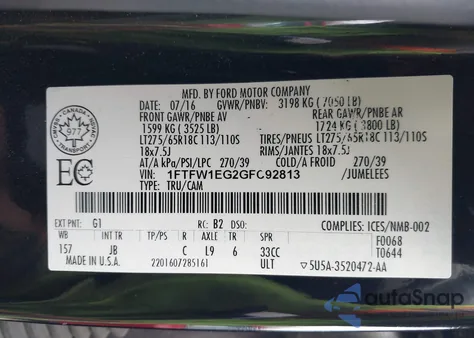 MFD. BY FORD MOTOR COMPANY
DATE: 07/16 GVWR/PNBV: 3198 KG ( 7050 LB)
FRONT GAWR/PNBE AV REAR GAWR/PNBE AR
1599 KG ( 3525 LB) 1724 KG ( 3800 LB)
LT275/65R18C 113/110S TIRES/PNEUS LT275/65R18C 113/110S
18x7.5J RIMS/JANTES 18x7.5J
AT/A kPa/PSI/LPC 270/39 COLD/A FROID 270/39
VIN: 1FTFW1EG2GFC92813 /JUMELEES
TYPE: TRU/CAM
CANADA
977
EC
EXT PNT: G1 RC: B2 DSO: COMPLIES: ICES/NMB-002
WB INT TR TP/PS R AXLE TR SPR F0068
157 JB C L9 6 33CC T0644
MADE IN U.S.A. 2201607285161 ULT 5U5A-3520472-AA
autoSnap